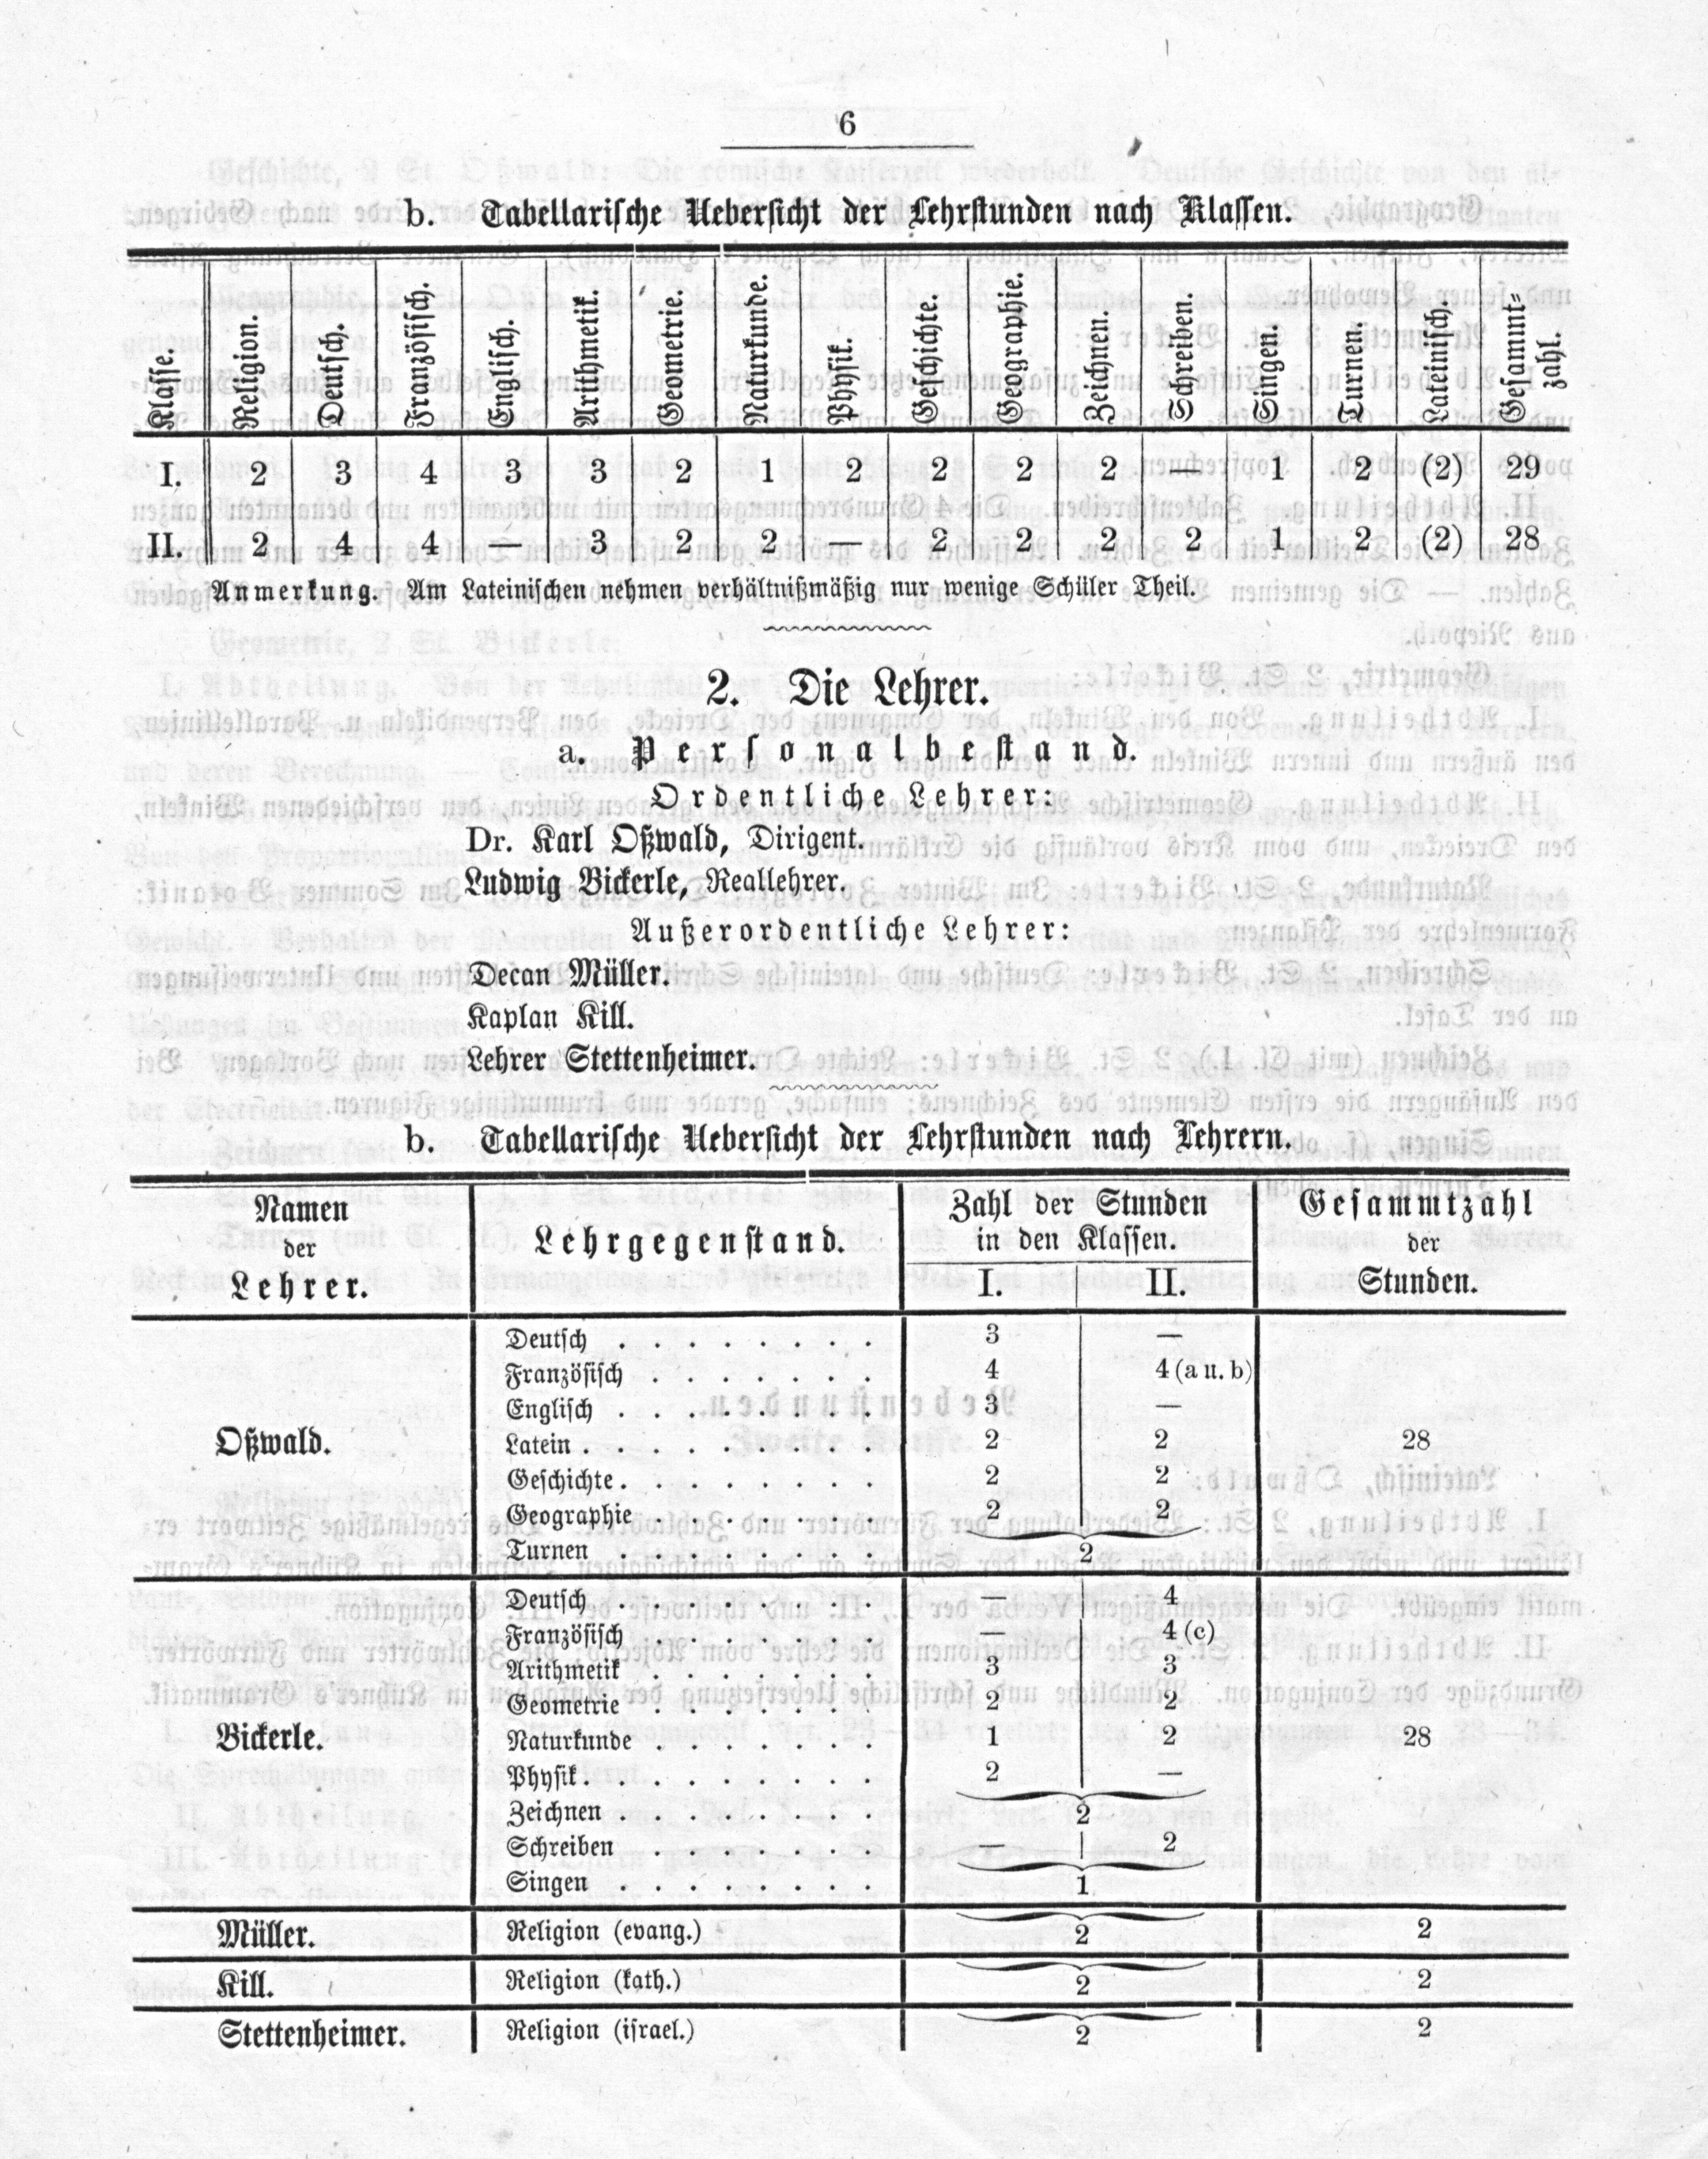 6
b. Tabellarische Uebersicht der Lehrstunden nach Klassen.
Klasse. Religion. Deutsch. Französisch. Englisch. Arithmetik. Geometrie. Naturkunde. Physik. Geschichte. Geographie. Zeichnen. Schreiben. Singen. Turnen. Lateinisch. Gesammt-zahl.
I. 2 3 4 3 3 2 1 2 2 2 2 — 1 2 (2) 29
II. 2 4 4 — 3 2 2 — 2 2 2 2 1 2 (2) 28
Anmerkung. Am Lateinischen nehmen verhältnißmäßig nur wenige Schüler Theil.
2. Die Lehrer.
a. Personalbestand.
Ordentliche Lehrer:
Dr. Karl Oßwald, Dirigent.
Ludwig Bickerle, Reallehrer.
Außerordentliche Lehrer:
Decan Müller.
Kaplan Kill.
Lehrer Stettenheimer.
b. Tabellarische Uebersicht der Lehrstunden nach Lehrern.
Namen der Lehrer. Lehrgegenstand. Zahl der Stunden in den Klassen. I. II. Gesammtzahl der Stunden.
Deutsch . . . . . . . . 3 —
Französisch . . . . . . . 4 4 (a u. b)
Englisch . . . . . . . . 3 —
Oßwald. Latein . . . . . . . . . 2 2 28
Geschichte . . . . . . . . 2 2
Geographie . . . . . . . 2 2
Turnen . . . . . . . . 2
Deutsch . . . . . . . . — 4
Französisch . . . . . . . — 4 (c)
Arithmetik . . . . . . . 3 3
Geometrie . . . . . . . 2 2
Bickerle. Naturkunde . . . . . . . 1 2 28
Physik . . . . . . . . . 2 —
Zeichnen . . . . . . . . 2
Schreiben . . . . . . . — 2
Singen . . . . . . . . 1
Müller. Religion (evang.) 2 2
Kill. Religion (kath.) 2 2
Stettenheimer. Religion (israel.) 2 2